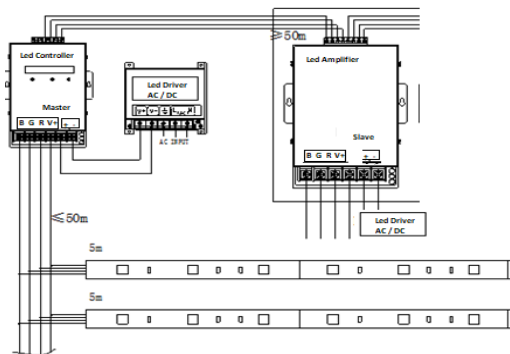 ≥50m
Led Controller
Master
B G R V+ + -
Led Driver
AC / DC
V+ V-
AC INPUT
Led Amplifier
Slave
B G R V+ + -
Led Driver
AC / DC
≤50m
5m
5m